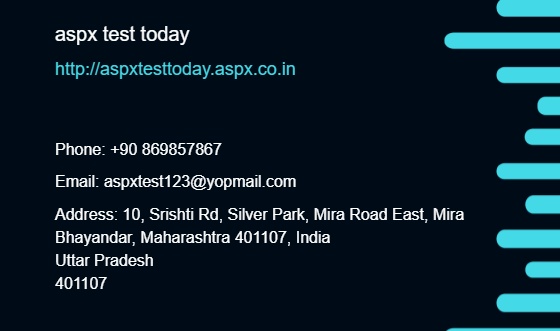 aspx test today
http://aspxtesttoday.aspx.co.in
Phone: +90 869857867
Email: aspxtest123@yopmail.com
Address: 10, Srishti Rd, Silver Park, Mira Road East, Mira
Bhayandar, Maharashtra 401107, India
Uttar Pradesh
401107